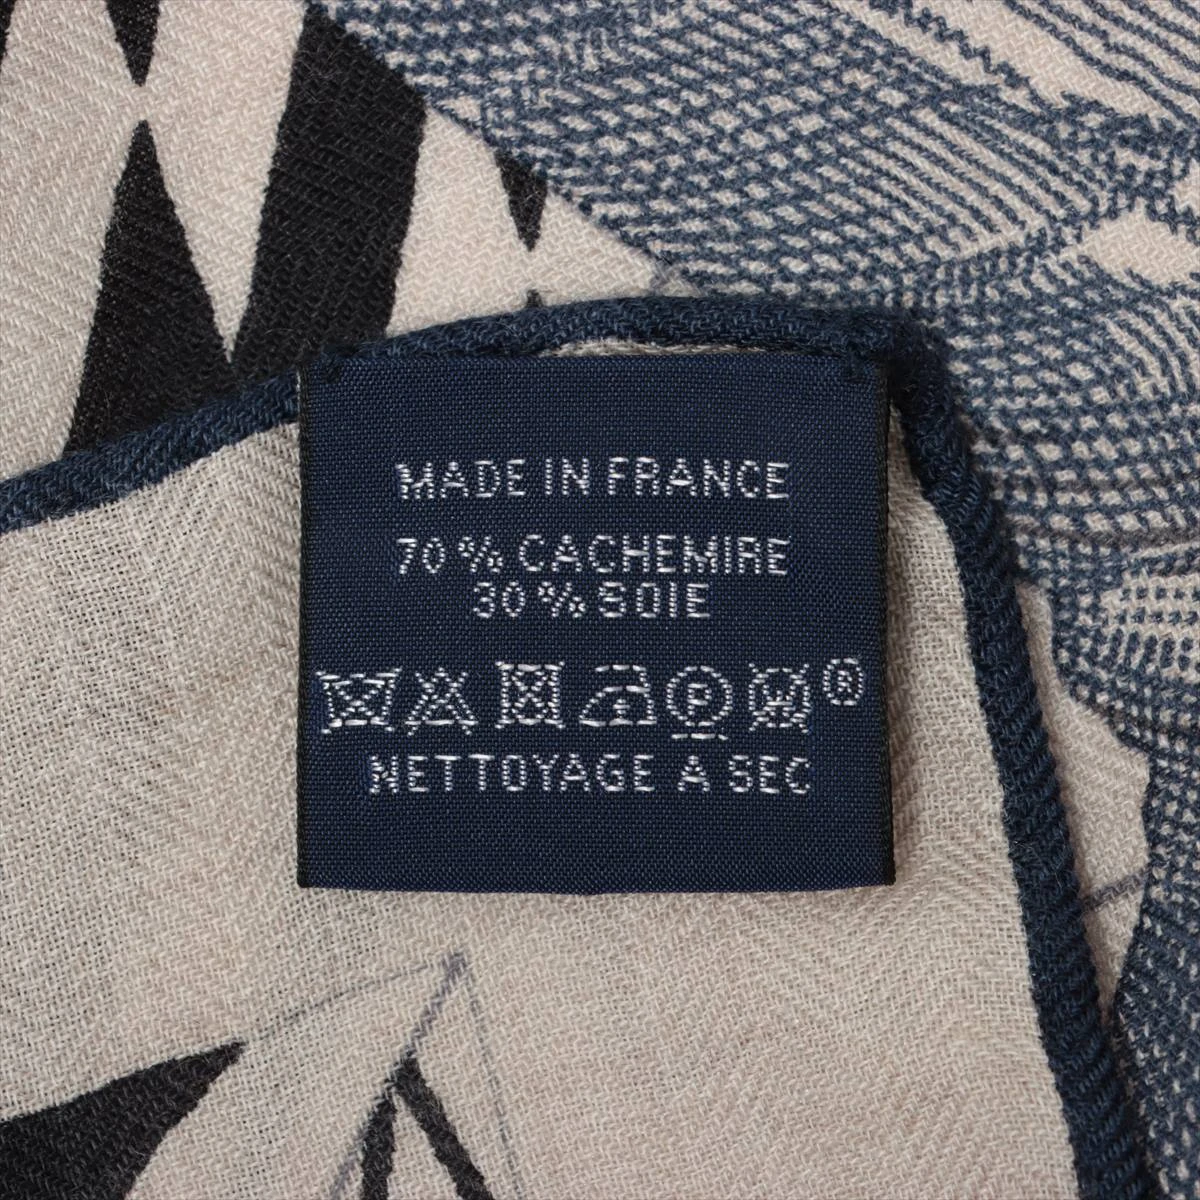 MADE IN FRANCE
70 % CACHEMIRE
30 % SOIE
P W ®
NETTOYAGE A SEC